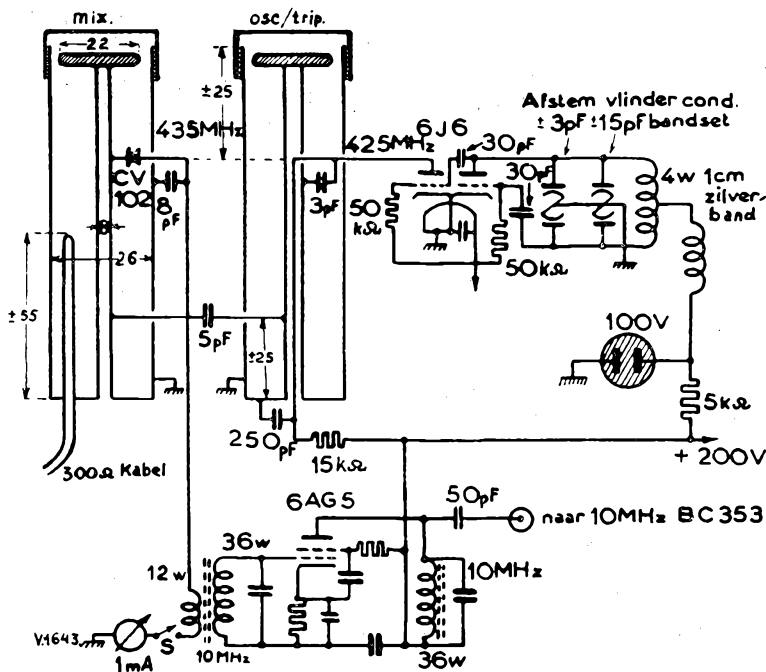 mix.
osc/trip.
22
±25
435MHz
CV
102
8
pF
8
26
±55
300Ω Kabel
5pF
±25
250pF
15kΩ
3pF
425MHz
6J6
30pF
30pF
50
kΩ
50kΩ
Afstem vlinder cond.
± 3pF ±15pF bandset
4w 1cm
zilver-
band
100V
5kΩ
+ 200V
6AG5
50pF
naar 10MHz BC353
36w
12w
10MHz
36w
10MHz
S
V.1643
1mA